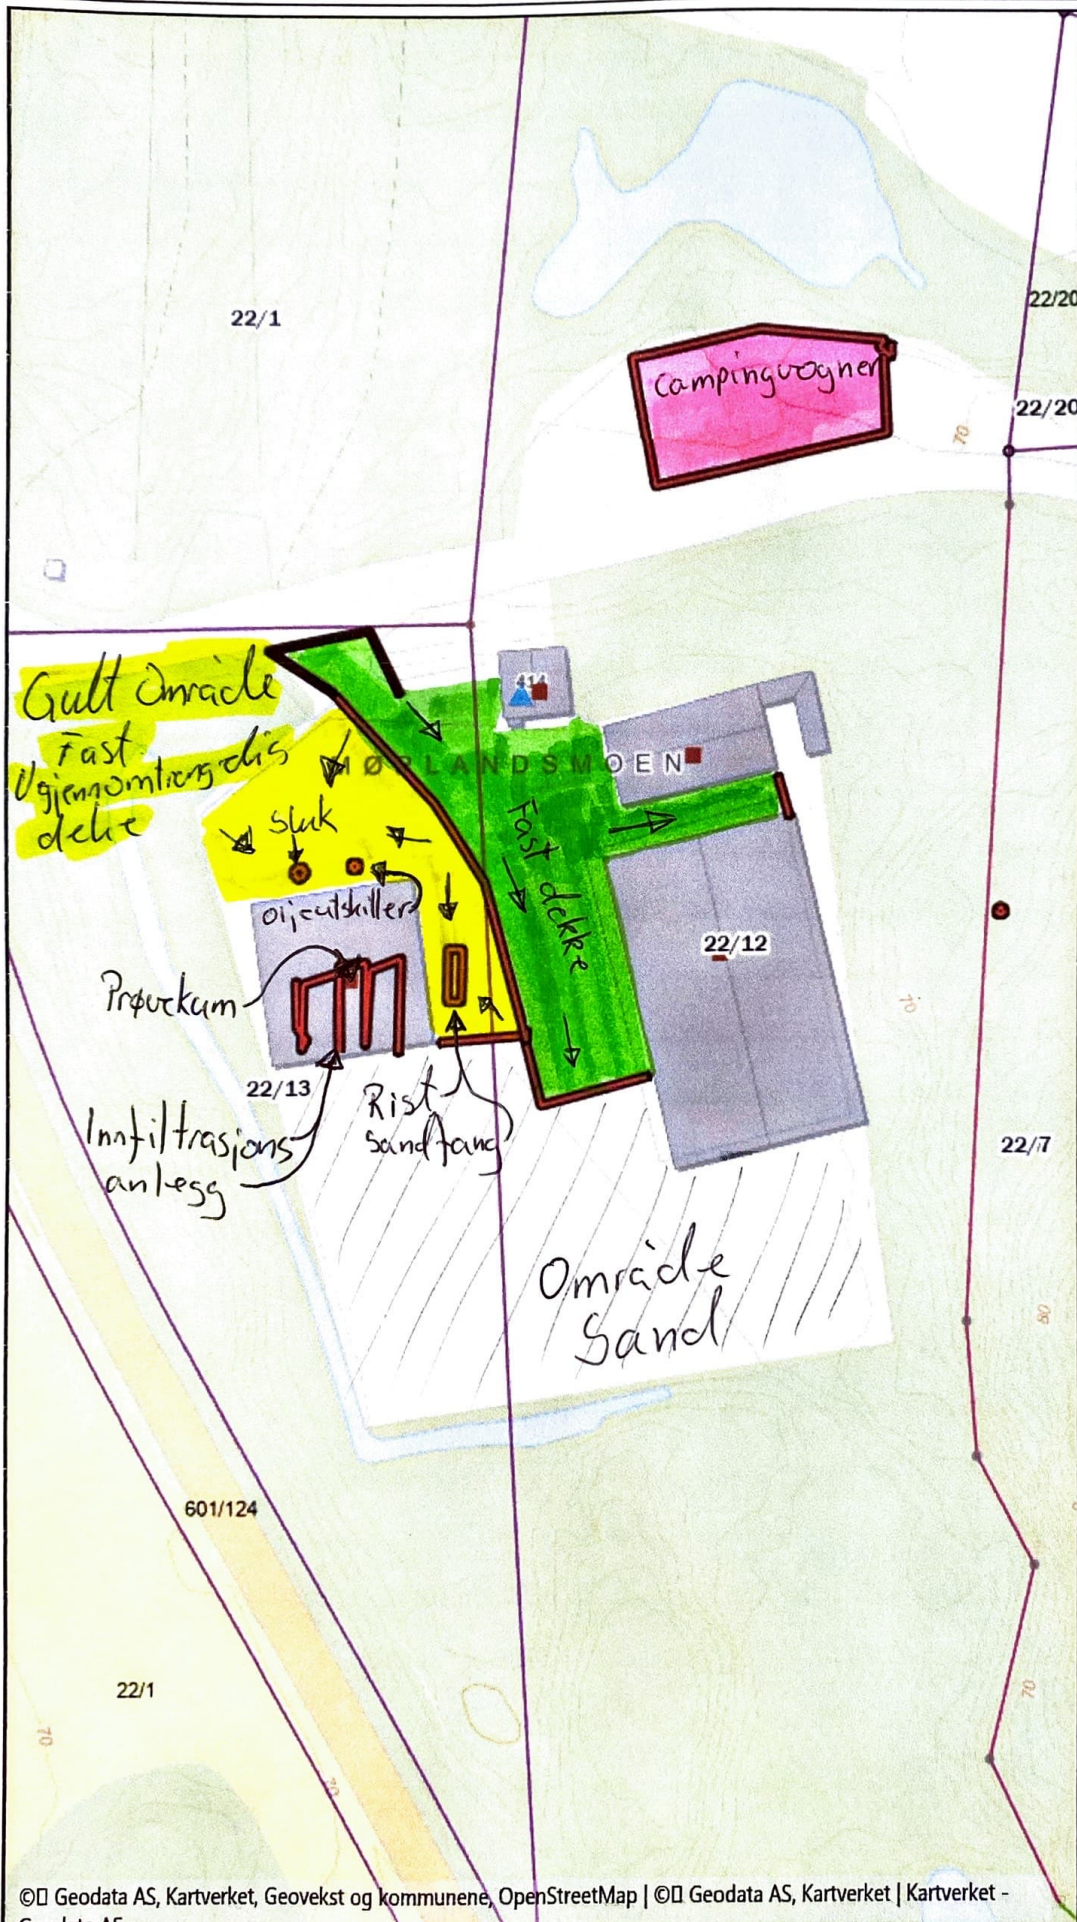 22/1
22/20
Campingvogner
22/20
70
Gult Område
Fast
Ugjennomtrengelig
dekke
414
MØRLANDSMOEN
Sluk
Fast dekke
Oljeutskiller
22/12
Prøvekum
70
22/13
Rist
Sandfang
Innfiltrasjons
anlegg
22/7
Område
Sand
80
601/124
22/1
70
70
70
© Geodata AS, Kartverket, Geovekst og kommunene, OpenStreetMap | © Geodata AS, Kartverket | Kartverket -